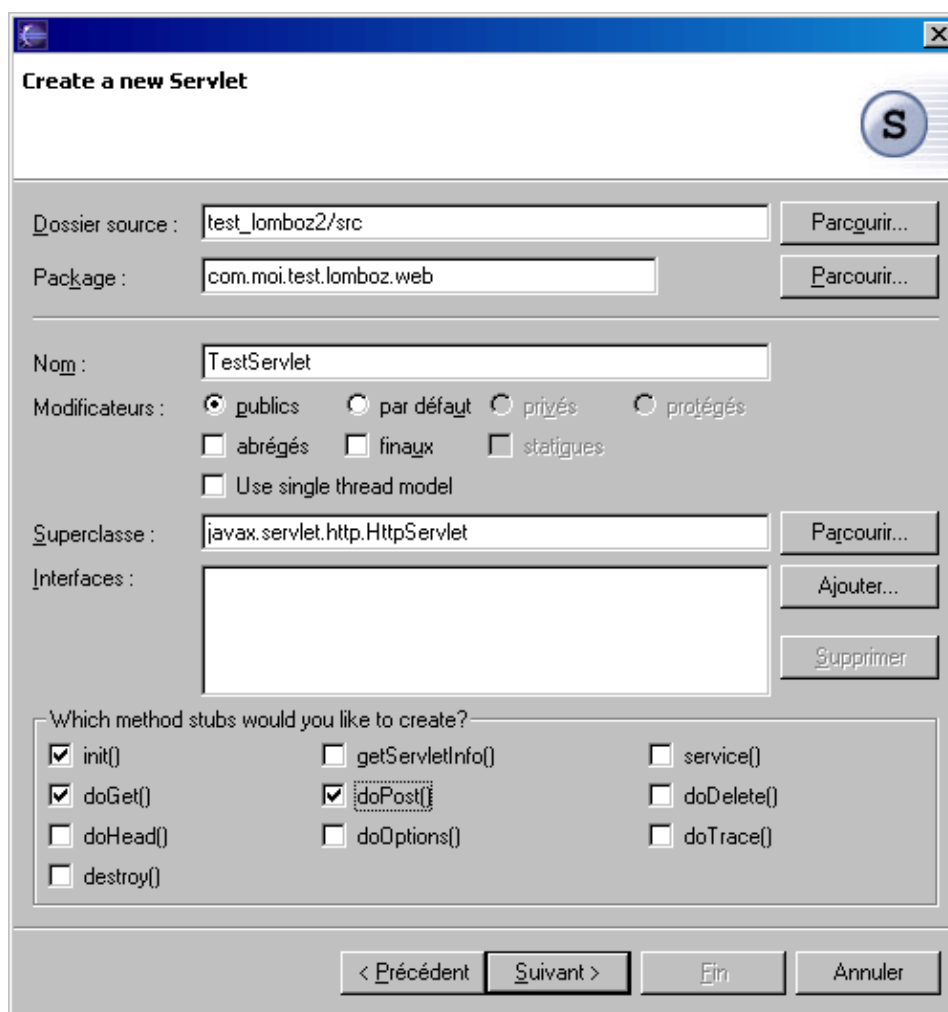 Create a new Servlet
S
Dossier source : test_lomboz2/src Parcourir...
Package : com.moi.test.lomboz.web Parcourir...
Nom : TestServlet
Modificateurs : publics par défaut privés protégés
abrégés finaux statigues
Use single thread model
Superclasse : javax.servlet.http.HttpServlet Parcourir...
Interfaces : Ajouter...
Supprimer
Which method stubs would you like to create?
init() getServletInfo() service()
doGet() doPost() doDelete()
doHead() doOptions() doTrace()
destroy()
< Précédent Suivant > Fin Annuler